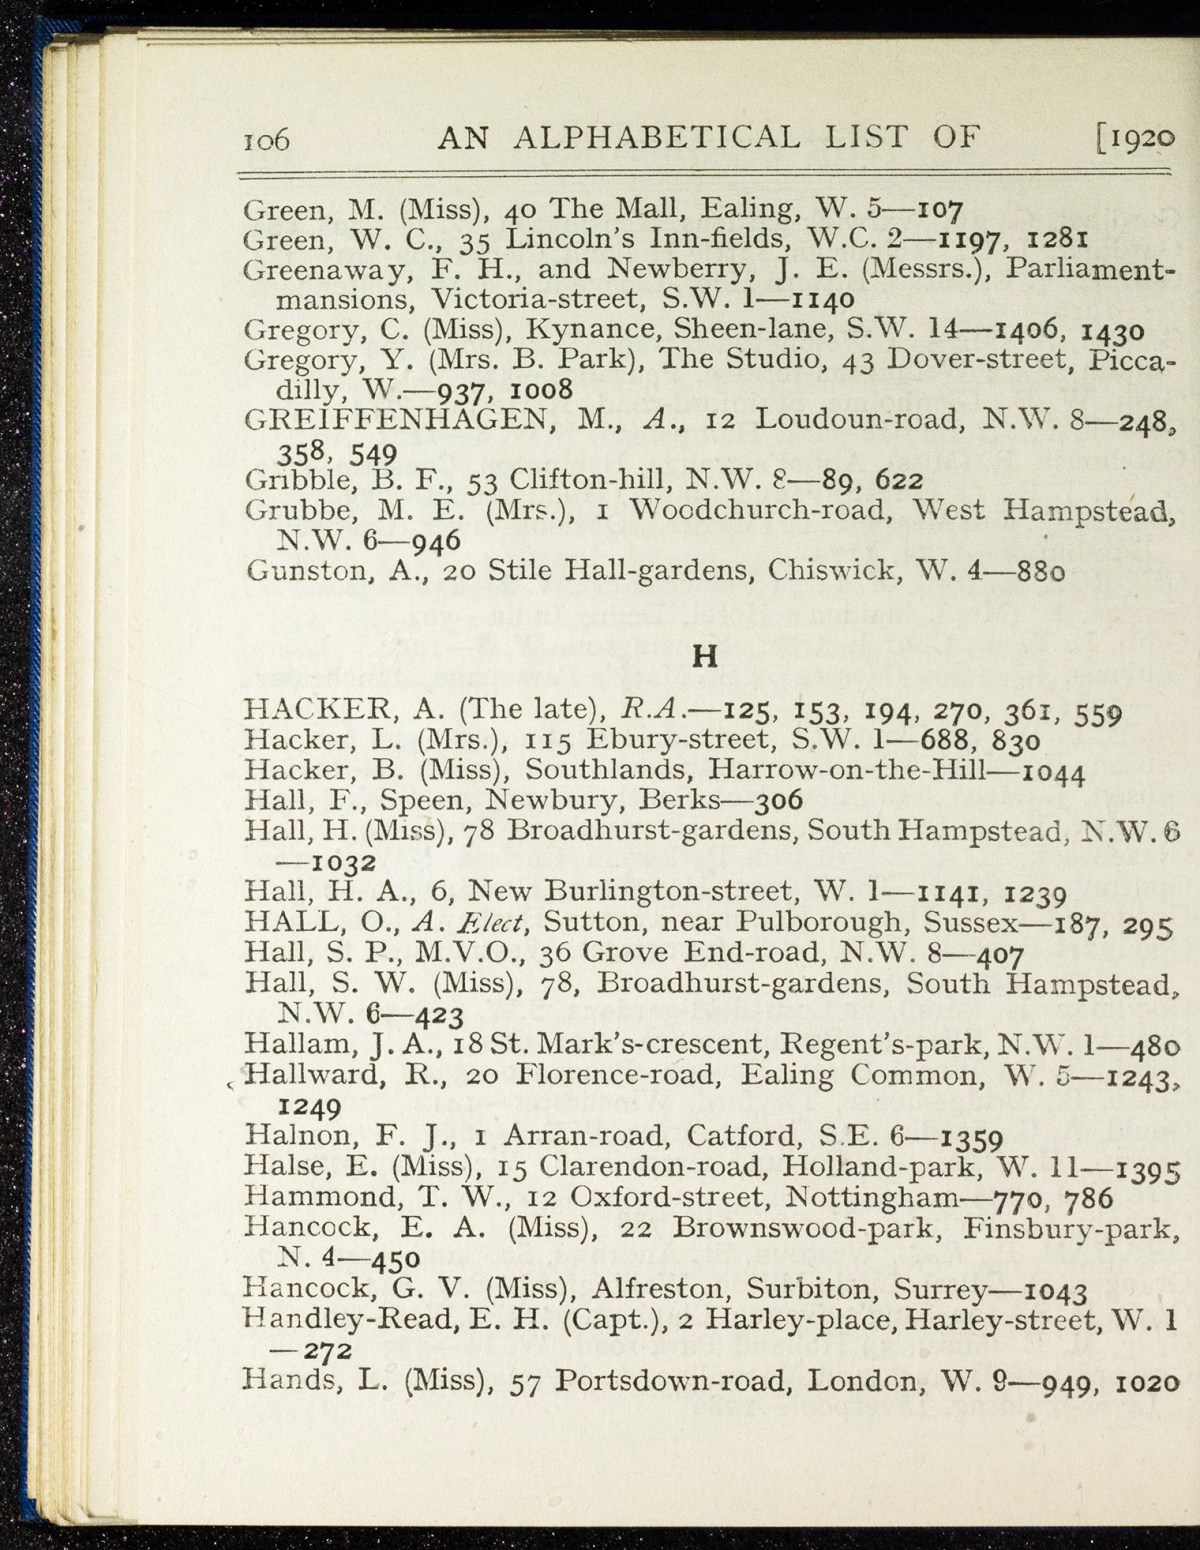 106 AN ALPHABETICAL LIST OF [1920
Green, M. (Miss), 40 The Mall, Ealing, W. 5—107
Green, W. C., 35 Lincoln's Inn-fields, W.C. 2—1197, 1281
Greenaway, F. H., and Newberry, J. E. (Messrs.), Parliament-
mansions, Victoria-street, S.W. 1—1140
Gregory, C. (Miss), Kynance, Sheen-lane, S.W. 14—1406, 1430
Gregory, Y. (Mrs. B. Park), The Studio, 43 Dover-street, Picca-
dilly, W.—937, 1008
GREIFFENHAGEN, M., A., 12 Loudoun-road, N.W. 8—248,
358, 549
Gribble, B. F., 53 Clifton-hill, N.W. 8—89, 622
Grubbe, M. E. (Mrs.), 1 Woodchurch-road, West Hampstead,
N.W. 6—946
Gunston, A., 20 Stile Hall-gardens, Chiswick, W. 4—880
H
HACKER, A. (The late), R.A.—125, 153, 194, 270, 361, 559
Hacker, L. (Mrs.), 115 Ebury-street, S.W. 1—688, 830
Hacker, B. (Miss), Southlands, Harrow-on-the-Hill—1044
Hall, F., Speen, Newbury, Berks—306
Hall, H. (Miss), 78 Broadhurst-gardens, South Hampstead, N.W. 6
—1032
Hall, H. A., 6, New Burlington-street, W. 1—1141, 1239
HALL, O., A. Elect, Sutton, near Pulborough, Sussex—187, 295
Hall, S. P., M.V.O., 36 Grove End-road, N.W. 8—407
Hall, S. W. (Miss), 78, Broadhurst-gardens, South Hampstead,
N.W. 6—423
Hallam, J. A., 18 St. Mark's-crescent, Regent's-park, N.W. 1—480
Hallward, R., 20 Florence-road, Ealing Common, W. 5—1243,
1249
Halnon, F. J., 1 Arran-road, Catford, S.E. 6—1359
Halse, E. (Miss), 15 Clarendon-road, Holland-park, W. 11—1395
Hammond, T. W., 12 Oxford-street, Nottingham—770, 786
Hancock, E. A. (Miss), 22 Brownswood-park, Finsbury-park,
N. 4—450
Hancock, G. V. (Miss), Alfreston, Surbiton, Surrey—1043
Handley-Read, E. H. (Capt.), 2 Harley-place, Harley-street, W. 1
—272
Hands, L. (Miss), 57 Portsdown-road, London, W. 9—949, 1020